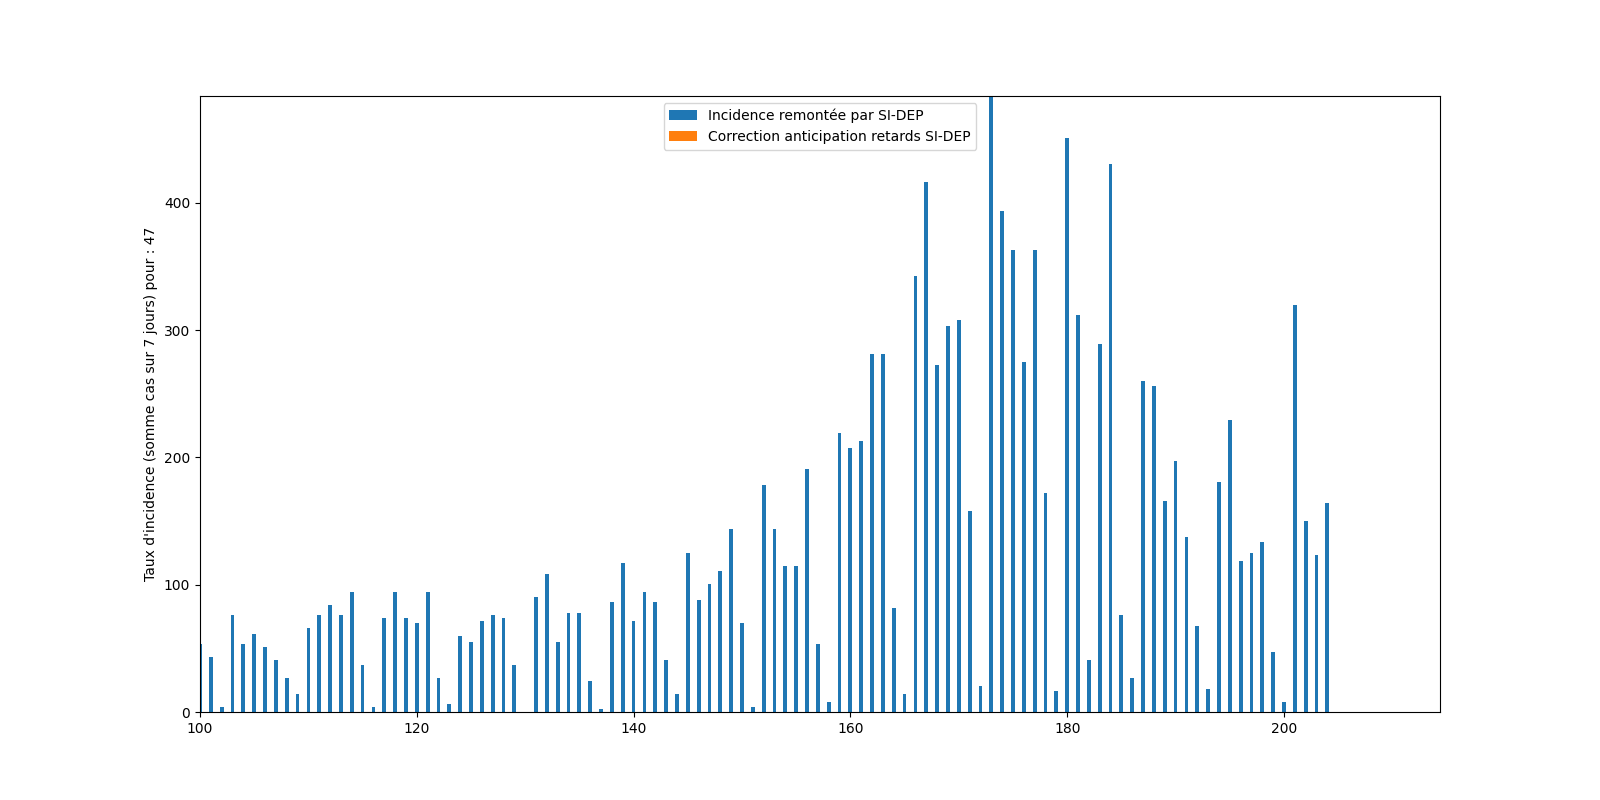 Incidence remontée par SI-DEP
Correction anticipation retards SI-DEP
Taux d'incidence (somme cas sur 7 jours) pour : 47
400
300
200
100
0
100 120 140 160 180 200